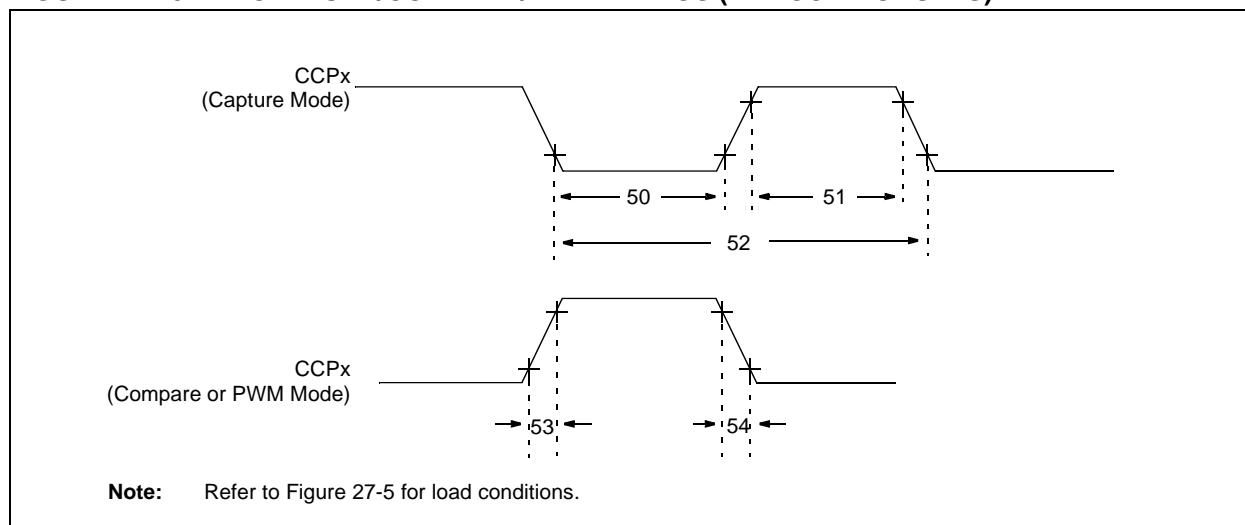 CCPx
(Capture Mode)
50
51
52
CCPx
(Compare or PWM Mode)
53
54
Note: Refer to Figure 27-5 for load conditions.